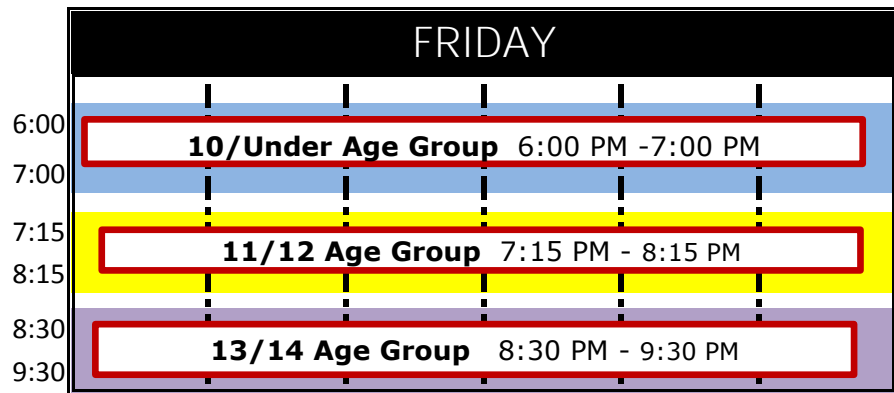 FRIDAY
6:00
10/Under Age Group 6:00 PM -7:00 PM
7:00
7:15
11/12 Age Group 7:15 PM - 8:15 PM
8:15
8:30
13/14 Age Group 8:30 PM - 9:30 PM
9:30